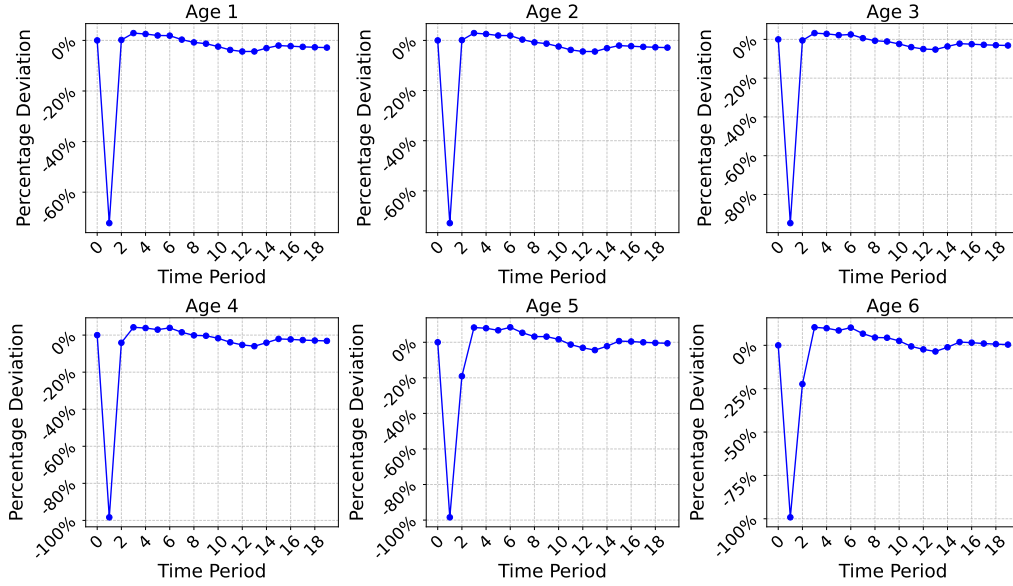 Age 1
Percentage Deviation
0%
-20%
-40%
-60%
0 2 4 6 8 10 12 14 16 18
Time Period
Age 2
Percentage Deviation
0%
-20%
-40%
-60%
0 2 4 6 8 10 12 14 16 18
Time Period
Age 3
Percentage Deviation
0%
-20%
-40%
-60%
-80%
0 2 4 6 8 10 12 14 16 18
Time Period
Age 4
Percentage Deviation
0%
-20%
-40%
-60%
-80%
-100%
0 2 4 6 8 10 12 14 16 18
Time Period
Age 5
Percentage Deviation
0%
-20%
-40%
-60%
-80%
-100%
0 2 4 6 8 10 12 14 16 18
Time Period
Age 6
Percentage Deviation
0%
-25%
-50%
-75%
-100%
0 2 4 6 8 10 12 14 16 18
Time Period